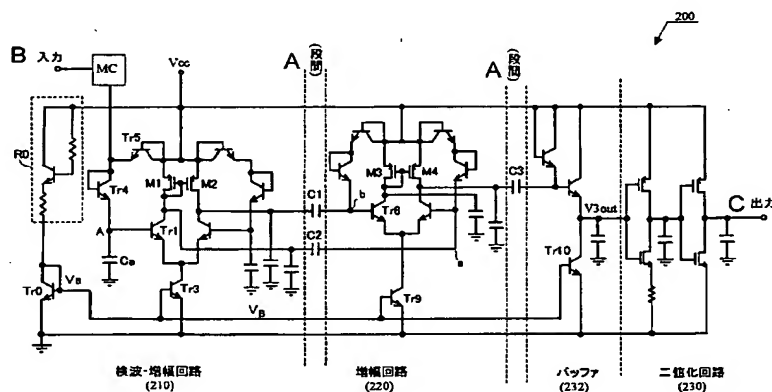 200
B
入力
MC
Vcc
A
(段間)
A
(段間)
R0
Tr5
Tr4
M1
M2
M3
M4
C1
C2
C3
b
a
A
Tr1
Tr8
Ca
V3out
C 出力
Tr0
VB
VB
Tr3
Tr9
Tr10
検波・増幅回路
(210)
増幅回路
(220)
バッファ
(232)
二値化回路
(230)